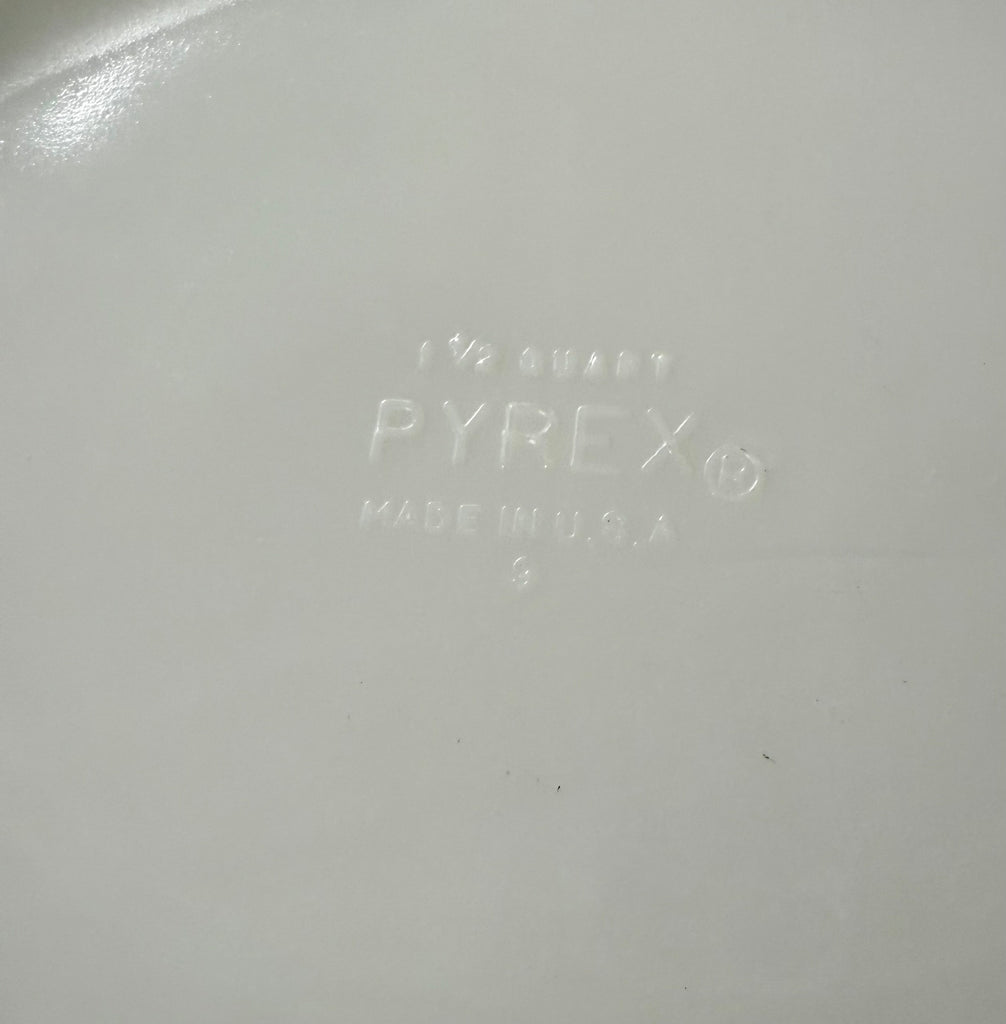 1 1/2 QUART
PYREX®
MADE IN U.S.A